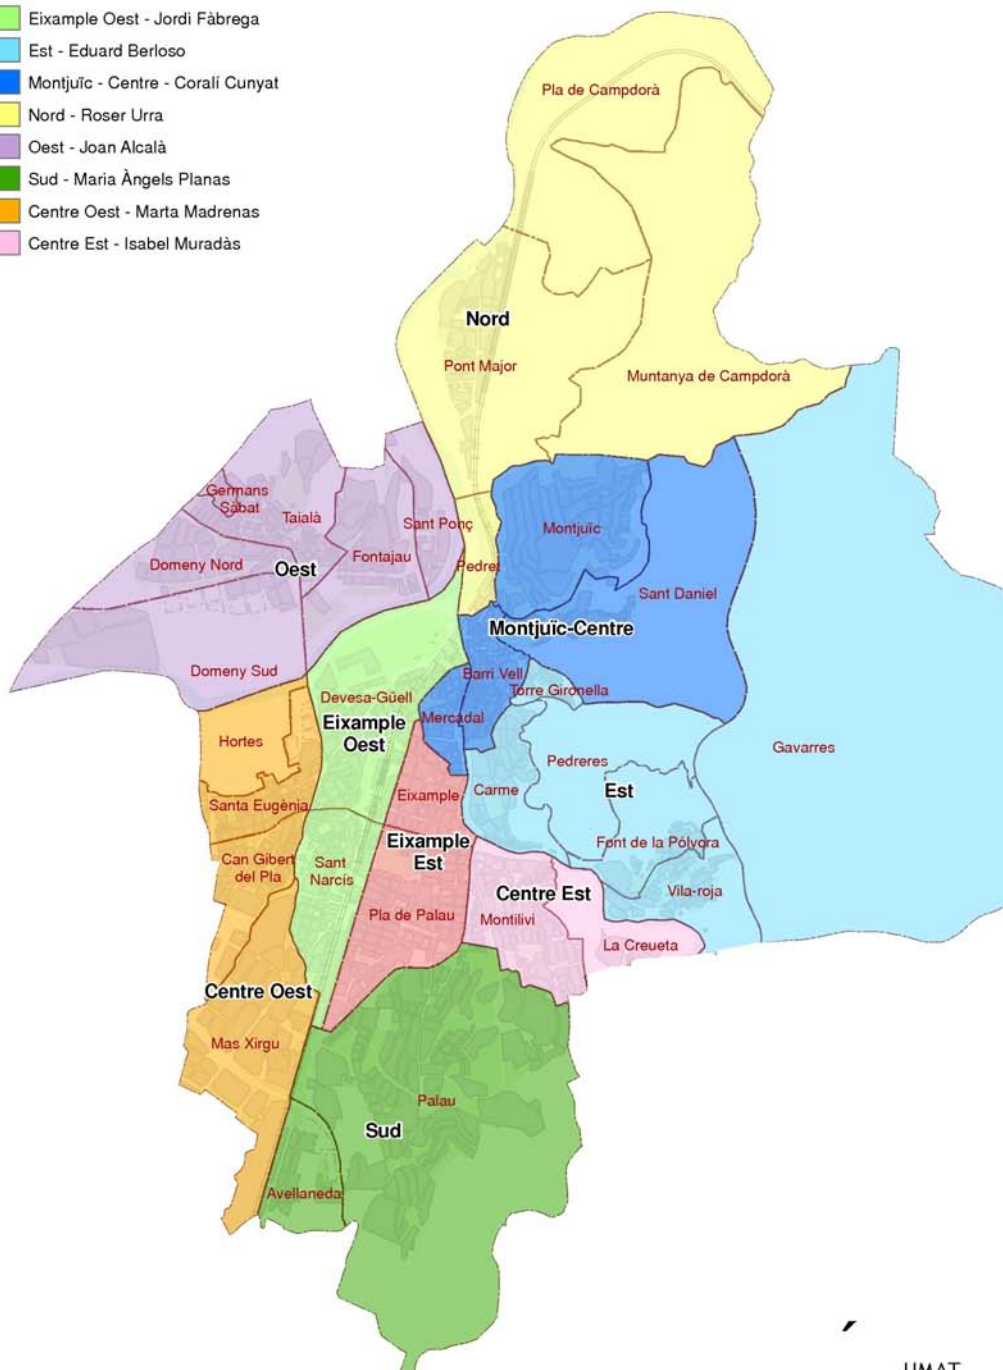 Eixample Oest - Jordi Fàbrega
Est - Eduard Berloso
Montjuïc - Centre - Coralí Cunyat
Nord - Roser Urra
Oest - Joan Alcalà
Sud - Maria Àngels Planas
Centre Oest - Marta Madrenas
Centre Est - Isabel Muradàs
Pla de Campdorà
Nord
Pont Major
Muntanya de Campdorà
Germans
Sàbat
Taialà
Sant Ponç
Montjuïc
Domeny Nord
Fontajau
Oest
Pedret
Sant Daniel
Montjuïc-Centre
Domeny Sud
Barri Vell
Torre Gironella
Devesa-Güell
Mercadal
Eixample
Oest
Hortes
Gavarres
Pedreres
Est
Santa Eugènia
Eixample
Carme
Eixample
Est
Font de la Pólvora
Can Gibert
del Pla
Sant
Narcís
Centre Est
Vila-roja
Pla de Palau
Montilivi
La Creueta
Centre Oest
Mas Xirgu
Palau
Sud
Avellaneda
UMAT